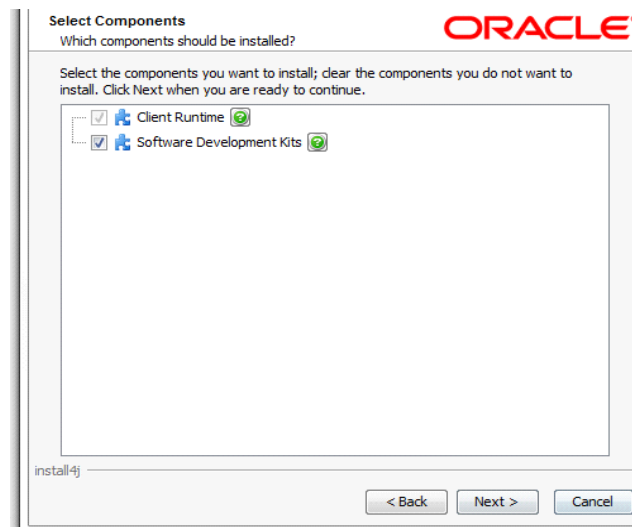 Select Components
Which components should be installed?
ORACLE
Select the components you want to install; clear the components you do not want to
install. Click Next when you are ready to continue.
Client Runtime
Software Development Kits
install4j
< Back
Next >
Cancel